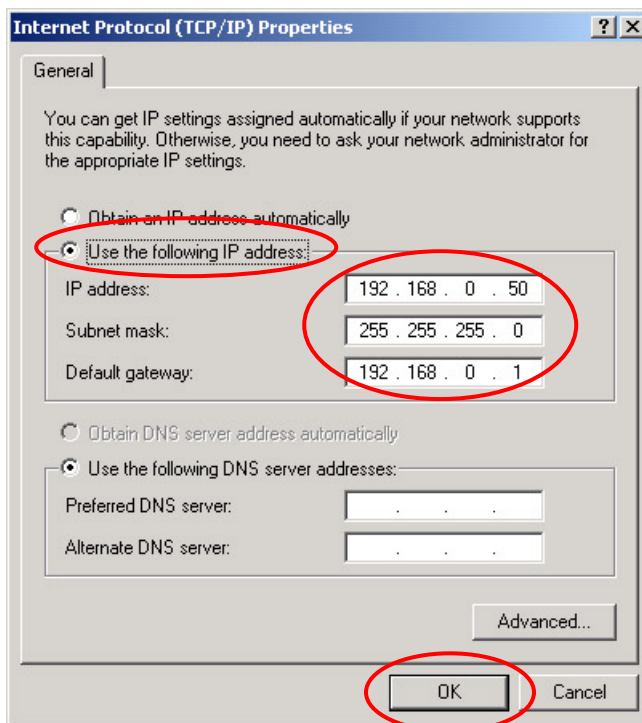 Internet Protocol (TCP/IP) Properties
General
You can get IP settings assigned automatically if your network supports
this capability. Otherwise, you need to ask your network administrator for
the appropriate IP settings.
Obtain an IP address automatically
Use the following IP address:
IP address: 192 . 168 . 0 . 50
Subnet mask: 255 . 255 . 255 . 0
Default gateway: 192 . 168 . 0 . 1
Obtain DNS server address automatically
Use the following DNS server addresses:
Preferred DNS server: . . .
Alternate DNS server: . . .
Advanced...
OK Cancel